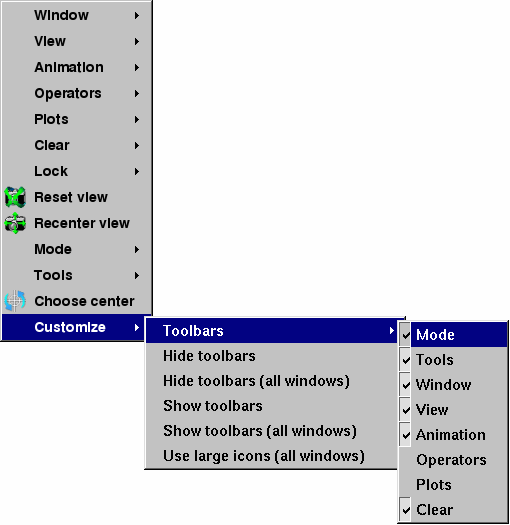 Window
View
Animation
Operators
Plots
Clear
Lock
Reset view
Recenter view
Mode
Tools
Choose center
Customize
Toolbars
Hide toolbars
Hide toolbars (all windows)
Show toolbars
Show toolbars (all windows)
Use large icons (all windows)
Mode
Tools
Window
View
Animation
Operators
Plots
Clear